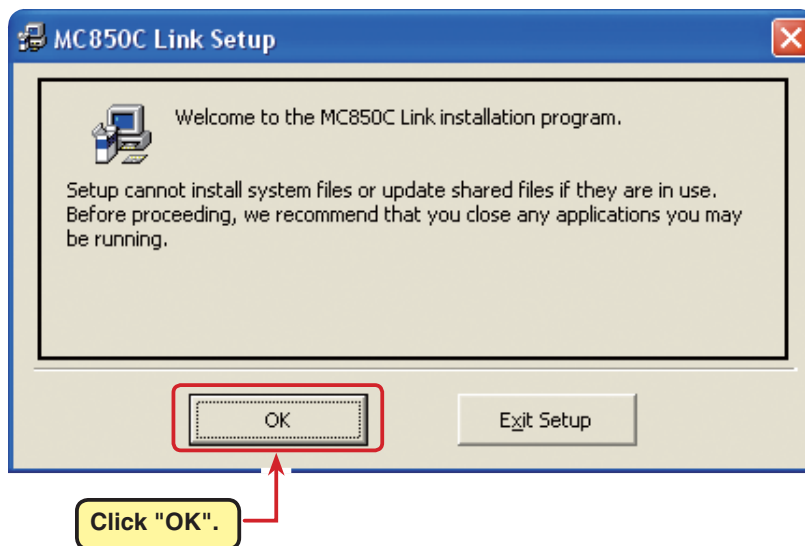 MC850C Link Setup
Welcome to the MC850C Link installation program.
Setup cannot install system files or update shared files if they are in use.
Before proceeding, we recommend that you close any applications you may
be running.
OK
Exit Setup
Click "OK".